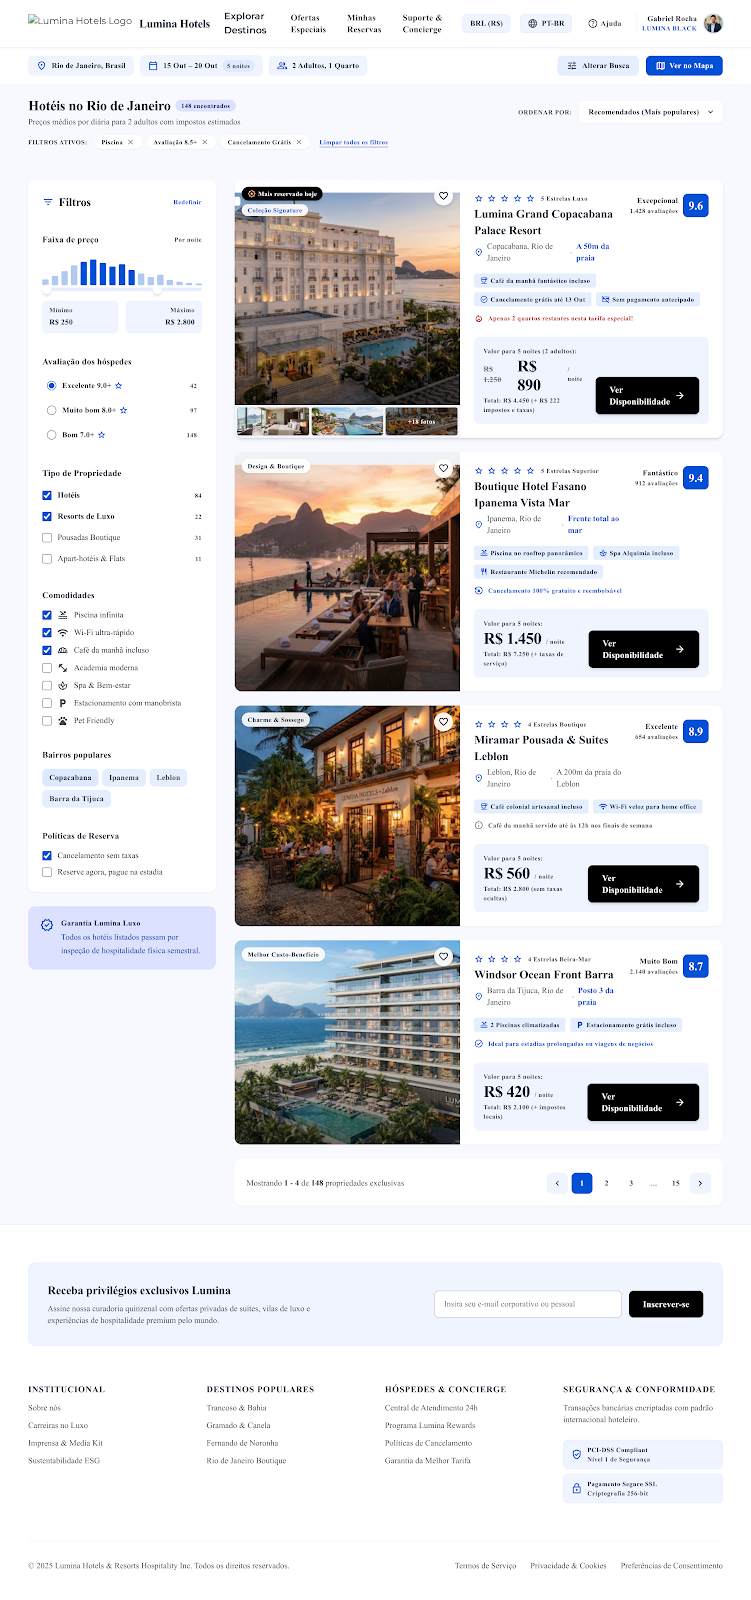 Lumina Hotels Logo
Lumina Hotels
Explorar
Destinos
Ofertas
Especiais
Minhas
Reservas
Suporte &
Concierge
BRL (R$)
PT-BR
Ajuda
Gabriel Rocha
LUMINA BLACK
Rio de Janeiro, Brasil
15 Out – 20 Out
5 noites
2 Adultos, 1 Quarto
Alterar Busca
Ver no Mapa
Hotéis no Rio de Janeiro
148 encontrados
Preços médios por diária para 2 adultos com impostos estimados
ORDENAR POR:
Recomendados (Mais populares)
FILTROS ATIVOS:
Piscina
Avaliação 8.5+
Cancelamento Grátis
Limpar todos os filtros
Filtros
Redefinir
Faixa de preço
Por noite
Mínimo
R$ 250
Máximo
R$ 2.800
Avaliação dos hóspedes
Excelente 9.0+
42
Muito bom 8.0+
97
Bom 7.0+
148
Tipo de Propriedade
Hotéis
84
Resorts de Luxo
22
Pousadas Boutique
31
Apart-hotéis & Flats
11
Comodidades
Piscina infinita
Wi-Fi ultra-rápido
Café da manhã incluso
Academia moderna
Spa & Bem-estar
Estacionamento com manobrista
Pet Friendly
Bairros populares
Copacabana
Ipanema
Leblon
Barra da Tijuca
Políticas de Reserva
Cancelamento sem taxas
Reserve agora, pague na estadia
Garantia Lumina Luxo
Todos os hotéis listados passam por
inspeção de hospitalidade física semestral.
Mais reservado hoje
Coleção Signature
+18 fotos
5 Estrelas Luxo
Lumina Grand Copacabana
Palace Resort
Excepcional
1.428 avaliações
9.6
Copacabana, Rio de
Janeiro
·
A 50m da
praia
Café da manhã fantástico incluso
Cancelamento grátis até 13 Out
Sem pagamento antecipado
Apenas 2 quartos restantes nesta tarifa especial!
Valor para 5 noites (2 adultos):
R$
1.250
R$
890
/
noite
Total: R$ 4.450 (+ R$ 222
impostos e taxas)
Ver
Disponibilidade
Design & Boutique
5 Estrelas Superior
Boutique Hotel Fasano
Ipanema Vista Mar
Fantástico
912 avaliações
9.4
Ipanema, Rio de
Janeiro
·
Frente total ao
mar
Piscina no rooftop panorâmico
Spa Alquimia incluso
Restaurante Michelin recomendado
Cancelamento 100% gratuito e reembolsável
Valor para 5 noites:
R$ 1.450
/ noite
Total: R$ 7.250 (+ taxas de
serviço)
Ver
Disponibilidade
Charme & Sossego
LUMINA HOTELS Leblon
4 Estrelas Boutique
Miramar Pousada & Suites
Leblon
Excelente
654 avaliações
8.9
Leblon, Rio de
Janeiro
·
A 200m da praia do
Leblon
Café colonial artesanal incluso
Wi-Fi veloz para home office
Café da manhã servido até às 12h nos finais de semana
Valor para 5 noites:
R$ 560
/ noite
Total: R$ 2.800 (sem taxas
ocultas)
Ver
Disponibilidade
Melhor Custo-Benefício
LUM
4 Estrelas Beira-Mar
Windsor Ocean Front Barra
Muito Bom
2.140 avaliações
8.7
Barra da Tijuca, Rio de
Janeiro
·
Posto 3 da
praia
2 Piscinas climatizadas
Estacionamento grátis incluso
Ideal para estadias prolongadas ou viagens de negócios
Valor para 5 noites:
R$ 420
/ noite
Total: R$ 2.100 (+ impostos
locais)
Ver
Disponibilidade
Mostrando 1 - 4 de 148 propriedades exclusivas
1
2
3
...
15
Receba privilégios exclusivos Lumina
Assine nossa curadoria quinzenal com ofertas privadas de suítes, vilas de luxo e
experiências de hospitalidade premium pelo mundo.
Insira seu e-mail corporativo ou pessoal
Inscrever-se
INSTITUCIONAL
Sobre nós
Carreiras no Luxo
Imprensa & Media Kit
Sustentabilidade ESG
DESTINOS POPULARES
Trancoso & Bahia
Gramado & Canela
Fernando de Noronha
Rio de Janeiro Boutique
HÓSPEDES & CONCIERGE
Central de Atendimento 24h
Programa Lumina Rewards
Políticas de Cancelamento
Garantia da Melhor Tarifa
SEGURANÇA & CONFORMIDADE
Transações bancárias encriptadas com padrão
internacional hoteleiro.
PCI-DSS Compliant
Nível 1 de Segurança
Pagamento Seguro SSL
Criptografia 256-bit
© 2025 Lumina Hotels & Resorts Hospitality Inc. Todos os direitos reservados.
Termos de Serviço
Privacidade & Cookies
Preferências de Consentimento